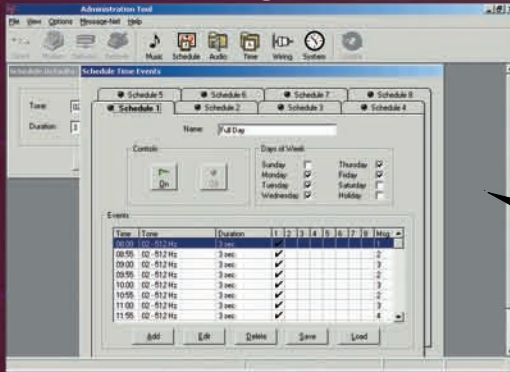 Administration Tool
File View Options Message-Net Help
Music Schedule Audio Time Wiring System
Schedule Defaults
Schedule Time Events
Schedule 5 Schedule 6 Schedule 7 Schedule 8
Schedule 1 Schedule 2 Schedule 3 Schedule 4
Tone: 02
Duration: 3
Name: Full Day
Controls
On
Off
Days of Week
Sunday Thursday
Monday Friday
Tuesday Saturday
Wednesday Holiday
Events
Time Tone Duration 1 2 3 4 5 6 7 8 Msg
02 - 512 Hz 3 sec 1
08:55 02 - 512 Hz 3 sec 2
09:00 02 - 512 Hz 3 sec 3
09:55 02 - 512 Hz 3 sec 2
10:00 02 - 512 Hz 3 sec 3
10:55 02 - 512 Hz 3 sec 2
11:00 02 - 512 Hz 3 sec 3
11:55 02 - 512 Hz 3 sec 4
Add Edit Delete Save Load